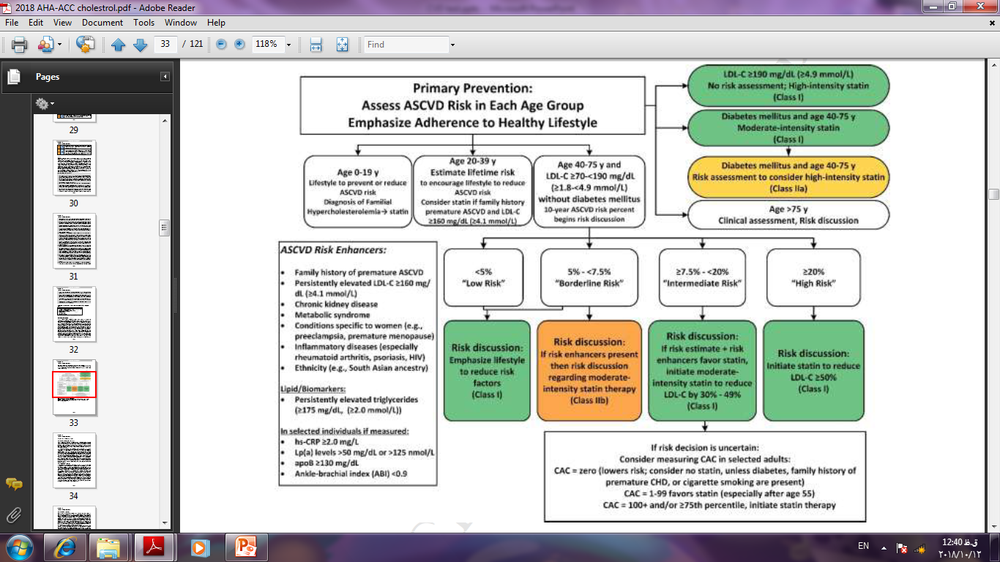 2018 AHA-ACC cholestrol.pdf - Adobe Reader
File Edit View Document Tools Window Help
33 / 121 118% Find
Pages
29
30
31
32
33
34
Primary Prevention:
Assess ASCVD Risk in Each Age Group
Emphasize Adherence to Healthy Lifestyle
LDL-C ≥190 mg/dL (≥4.9 mmol/L)
No risk assessment; High-intensity statin
(Class I)
Diabetes mellitus and age 40-75 y
Moderate-intensity statin
(Class I)
Diabetes mellitus and age 40-75 y
Risk assessment to consider high-intensity statin
(Class IIa)
Age >75 y
Clinical assessment, Risk discussion
Age 0-19 y
Lifestyle to prevent or reduce
ASCVD risk
Diagnosis of Familial
Hypercholesterolemia→ statin
Age 20-39 y
Estimate lifetime risk
to encourage lifestyle to reduce
ASCVD risk
Consider statin if family history
premature ASCVD and LDL-C
≥160 mg/dL (≥4.1 mmol/L)
Age 40-75 y and
LDL-C ≥70-<190 mg/dL
(≥1.8-<4.9 mmol/L)
without diabetes mellitus
10-year ASCVD risk percent
begins risk discussion
ASCVD Risk Enhancers:
• Family history of premature ASCVD
• Persistently elevated LDL-C ≥160 mg/
dL (≥4.1 mmol/L)
• Chronic kidney disease
• Metabolic syndrome
• Conditions specific to women (e.g.,
preeclampsia, premature menopause)
• Inflammatory diseases (especially
rheumatoid arthritis, psoriasis, HIV)
• Ethnicity (e.g., South Asian ancestry)
Lipid/Biomarkers:
• Persistently elevated triglycerides
(≥175 mg/dL, (≥2.0 mmol/L))
In selected individuals if measured:
• hs-CRP ≥2.0 mg/L
• Lp(a) levels >50 mg/dL or >125 nmol/L
• apoB ≥130 mg/dL
• Ankle-brachial index (ABI) <0.9
<5%
"Low Risk"
5% - <7.5%
"Borderline Risk"
≥7.5% - <20%
"Intermediate Risk"
≥20%
"High Risk"
Risk discussion:
Emphasize lifestyle
to reduce risk
factors
(Class I)
Risk discussion:
If risk enhancers present
then risk discussion
regarding moderate-
intensity statin therapy
(Class IIb)
Risk discussion:
If risk estimate + risk
enhancers favor statin,
initiate moderate-
intensity statin to reduce
LDL-C by 30% - 49%
(Class I)
Risk discussion:
Initiate statin to reduce
LDL-C ≥50%
(Class I)
If risk decision is uncertain:
Consider measuring CAC in selected adults:
CAC = zero (lowers risk; consider no statin, unless diabetes, family history of
premature CHD, or cigarette smoking are present)
CAC = 1-99 favors statin (especially after age 55)
CAC = 100+ and/or ≥75th percentile, initiate statin therapy
EN
12:40 ق.ظ
۲۰۱۸/۱۰/۱۲